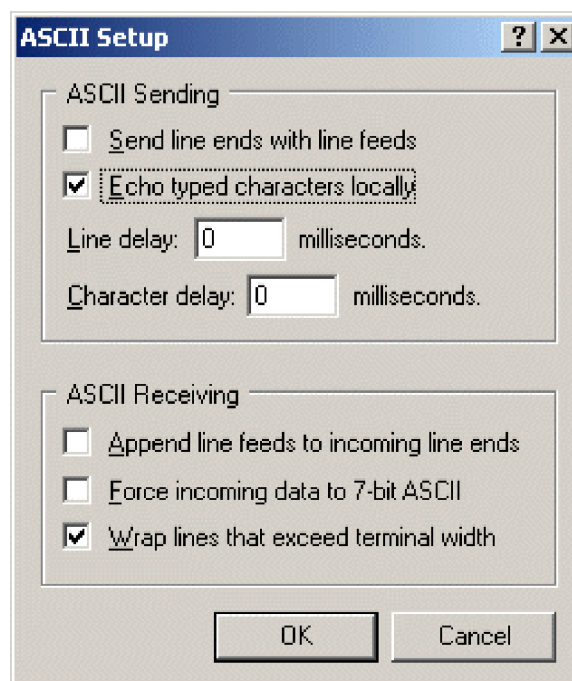 ASCII Setup ? X
ASCII Sending
Send line ends with line feeds
Echo typed characters locally
Line delay: 0 milliseconds.
Character delay: 0 milliseconds.
ASCII Receiving
Append line feeds to incoming line ends
Force incoming data to 7-bit ASCII
Wrap lines that exceed terminal width
OK Cancel